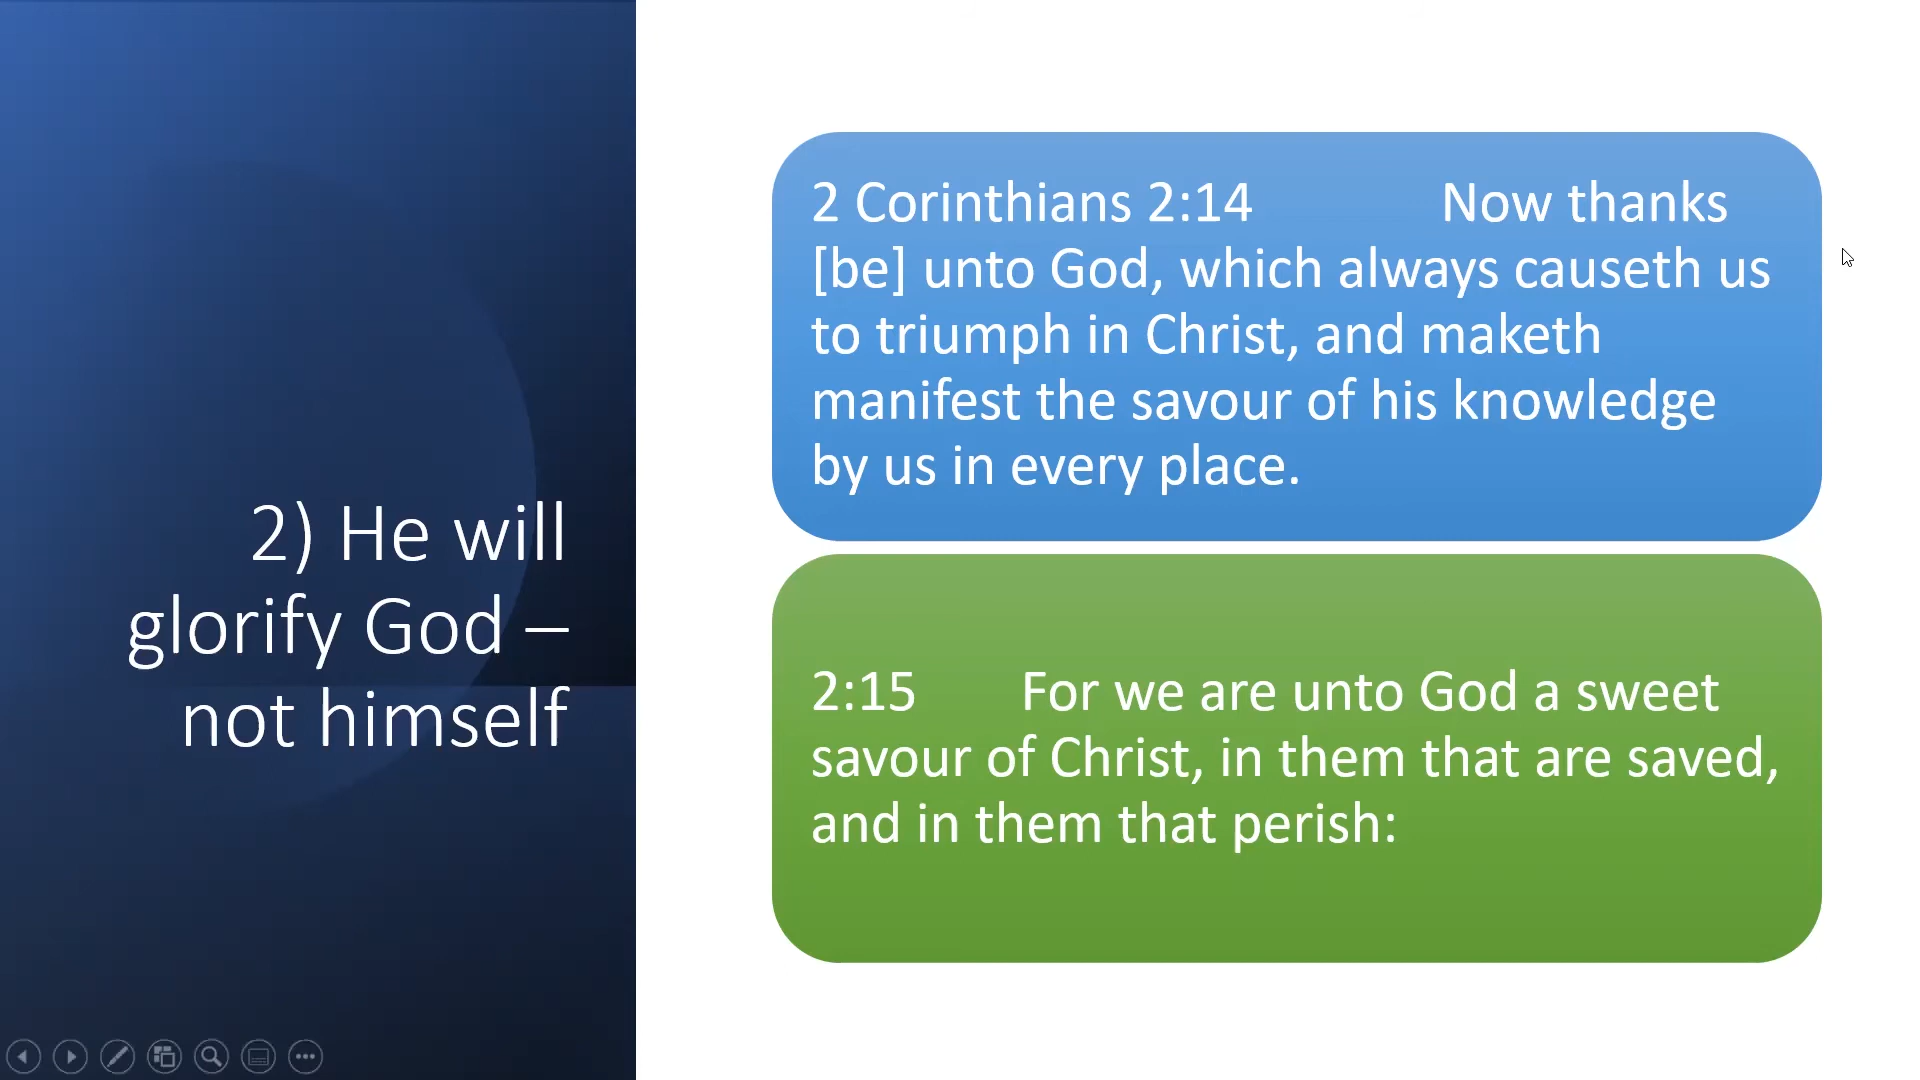 2) He will
glorify God –
not himself
2 Corinthians 2:14 Now thanks
[be] unto God, which always causeth us
to triumph in Christ, and maketh
manifest the savour of his knowledge
by us in every place.
2:15 For we are unto God a sweet
savour of Christ, in them that are saved,
and in them that perish: